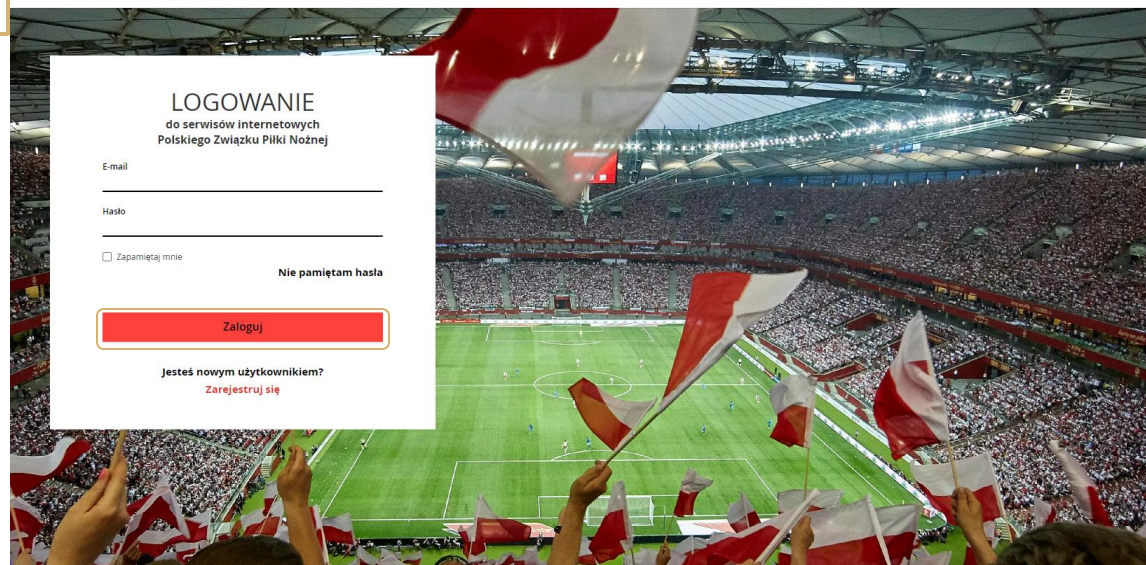 LOGOWANIE
do serwisów internetowych
Polskiego Związku Piłki Nożnej
E-mail
Hasło
Zapamiętaj mnie
Nie pamiętam hasła
Zaloguj
Jesteś nowym użytkownikiem?
Zarejestruj się